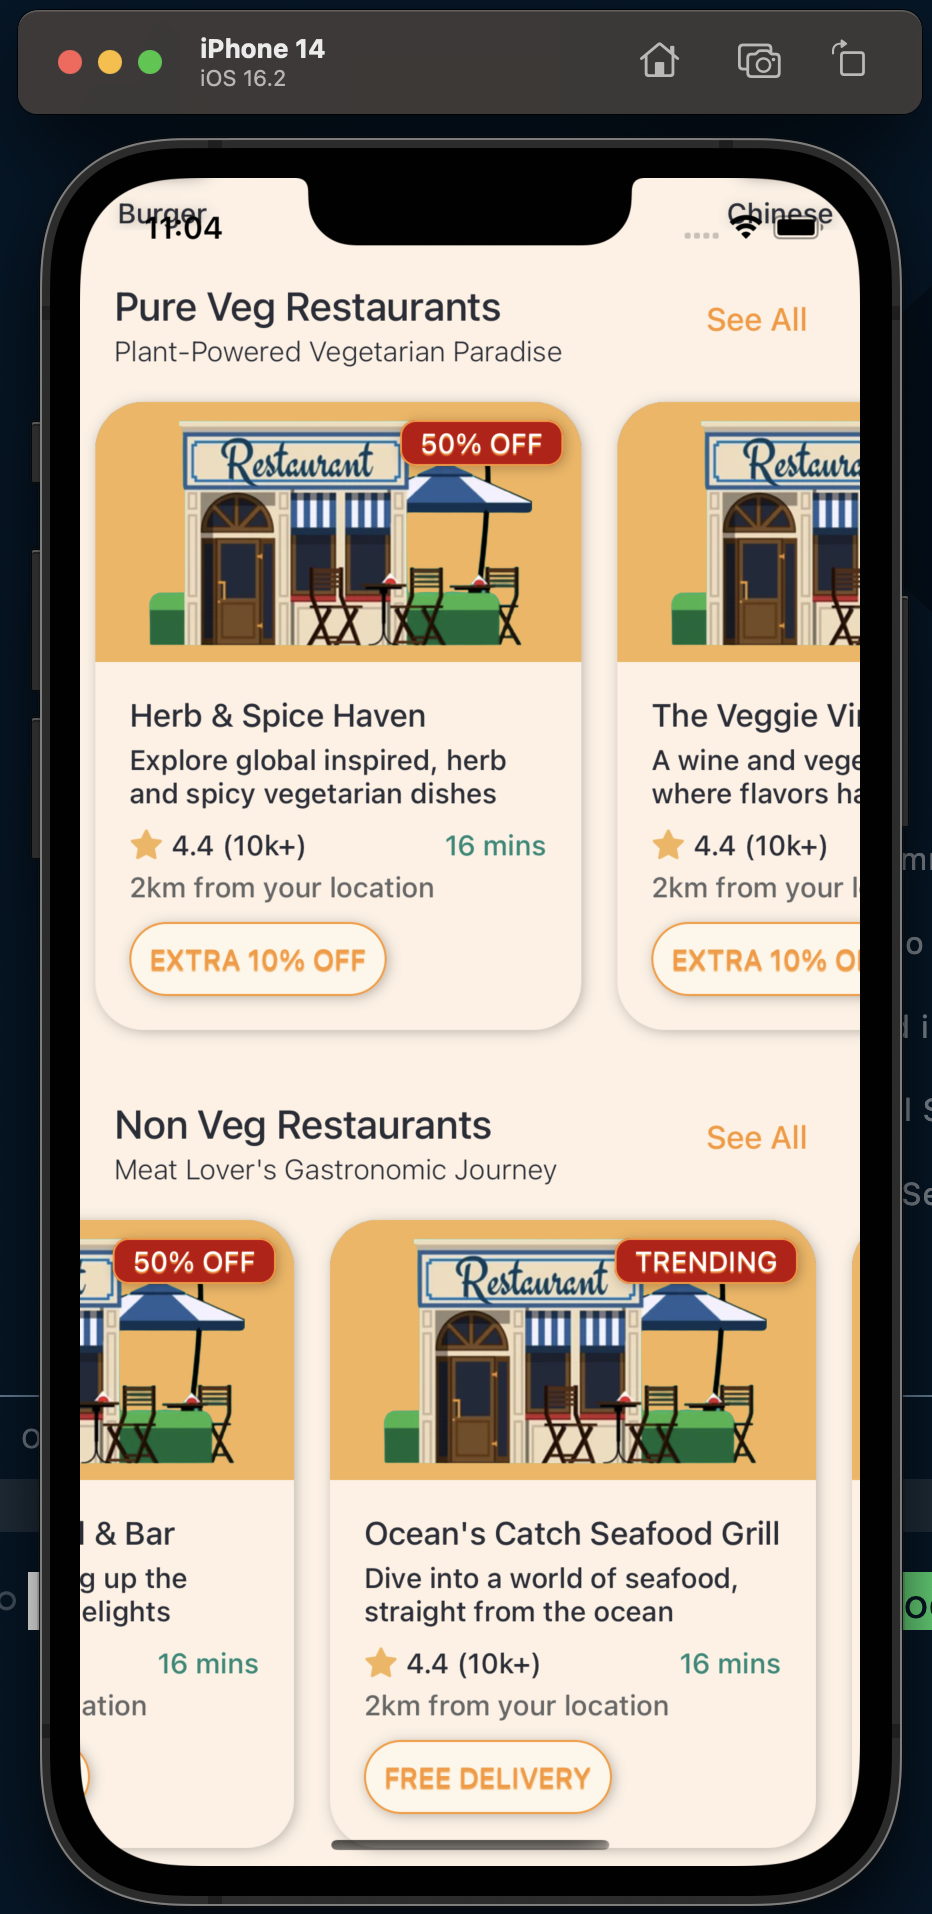 iPhone 14
iOS 16.2
Burger
Chinese
11:04
Pure Veg Restaurants
See All
Plant-Powered Vegetarian Paradise
50% OFF
Restaurant
Restaura
Herb & Spice Haven
Explore global inspired, herb
and spicy vegetarian dishes
4.4 (10k+)
16 mins
2km from your location
EXTRA 10% OFF
The Veggie Vi
A wine and vege
where flavors ha
4.4 (10k+)
2km from your l
EXTRA 10% O
Non Veg Restaurants
See All
Meat Lover's Gastronomic Journey
50% OFF
& Bar
g up the
elights
16 mins
ation
TRENDING
Restaurant
Ocean's Catch Seafood Grill
Dive into a world of seafood,
straight from the ocean
4.4 (10k+)
16 mins
2km from your location
FREE DELIVERY